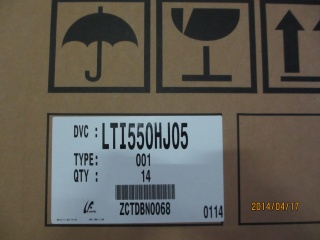 DVC : LTI550HJ05
TYPE: 001
QTY : 14
ZCTDBN0068
0114
2014/04/17